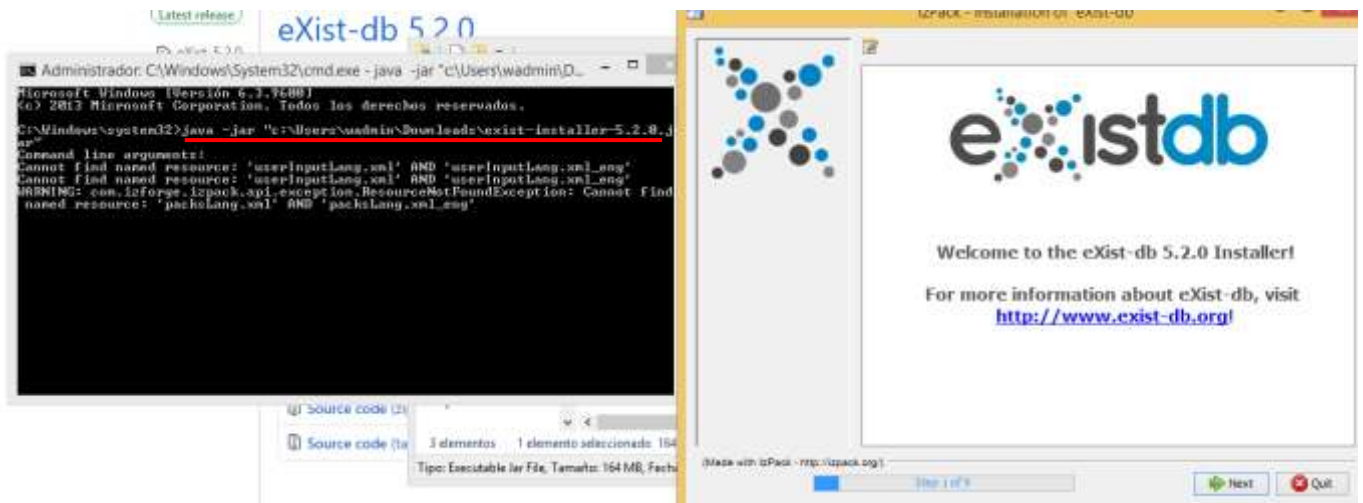 Latest release
eXist-db 5.2.0
eXist 5.2.0
Administrador: C:\Windows\System32\cmd.exe - java -jar "c:\Users\wadmin\D...
Microsoft Windows [Versión 6.3.9600]
(c) 2013 Microsoft Corporation. Todos los derechos reservados.
C:\Windows\system32>java -jar "c:\Users\wadmin\Downloads\exist-installer-5.2.0.j
ar"
Command line arguments:
Cannot find named resource: 'userInputLang.xml' AND 'userInputLang.xml_eng'
Cannot find named resource: 'userInputLang.xml' AND 'userInputLang.xml_eng'
WARNING: com.izforge.izpack.api.exception.ResourceNotFoundException: Cannot find
named resource: 'packsLang.xml' AND 'packsLang.xml_eng'
Source code (zi
Source code (ta
3 elementos 1 elemento seleccionado 164
Tipo: Executable Jar File, Tamaño: 164 MB, Fecha
IzPack - Installation of eXist-db
eXistdb
Welcome to the eXist-db 5.2.0 Installer!
For more information about eXist-db, visit
http://www.exist-db.org!
(Made with IzPack - http://izpack.org/)
Step 1 of 9
Next
Quit